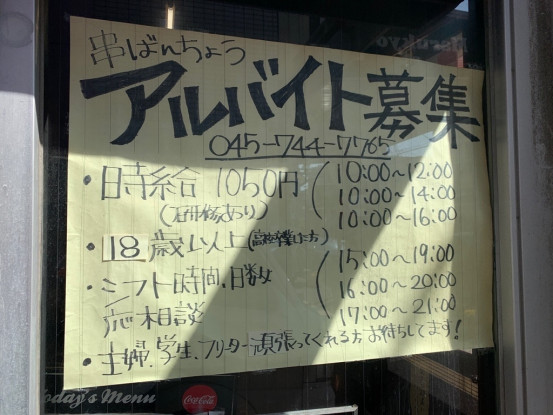 串ばんちょう
アルバイト募集
045-744-7765
・時給 1050円 (10:00~12:00
(研修あり) 10:00~14:00
10:00~16:00
・18歳以上(高校卒業した方)
・シフト時間、日数 (15:00~19:00
応相談 16:00~20:00
17:00~21:00
・主婦、学生、フリター頑張ってくれる方 お待ちしてます!
Today's Menu
Coca-Cola